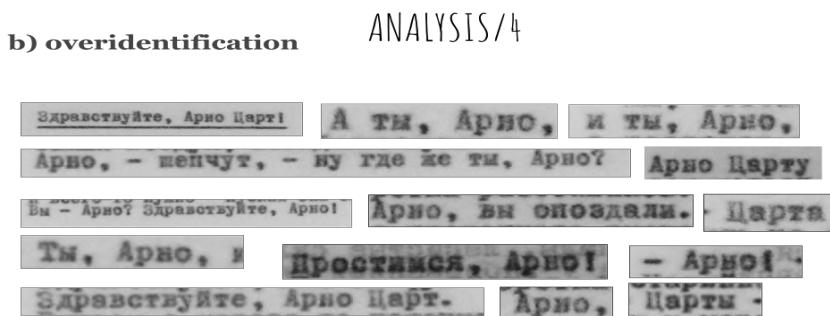 ANALYSIS/4
b) overidentification
Здравствуйте, Арно Царт!
А ты, Арно,
и ты, Арно,
Арно, – шепчут, – ну где же ты, Арно?
Арно Царту
Вы – Арно? Здравствуйте, Арно!
Арно, вы опоздали.
Царта
Ты, Арно, и
Простимся, Арно!
– Арно!
Здравствуйте, Арно Царт.
Арно,
Царты